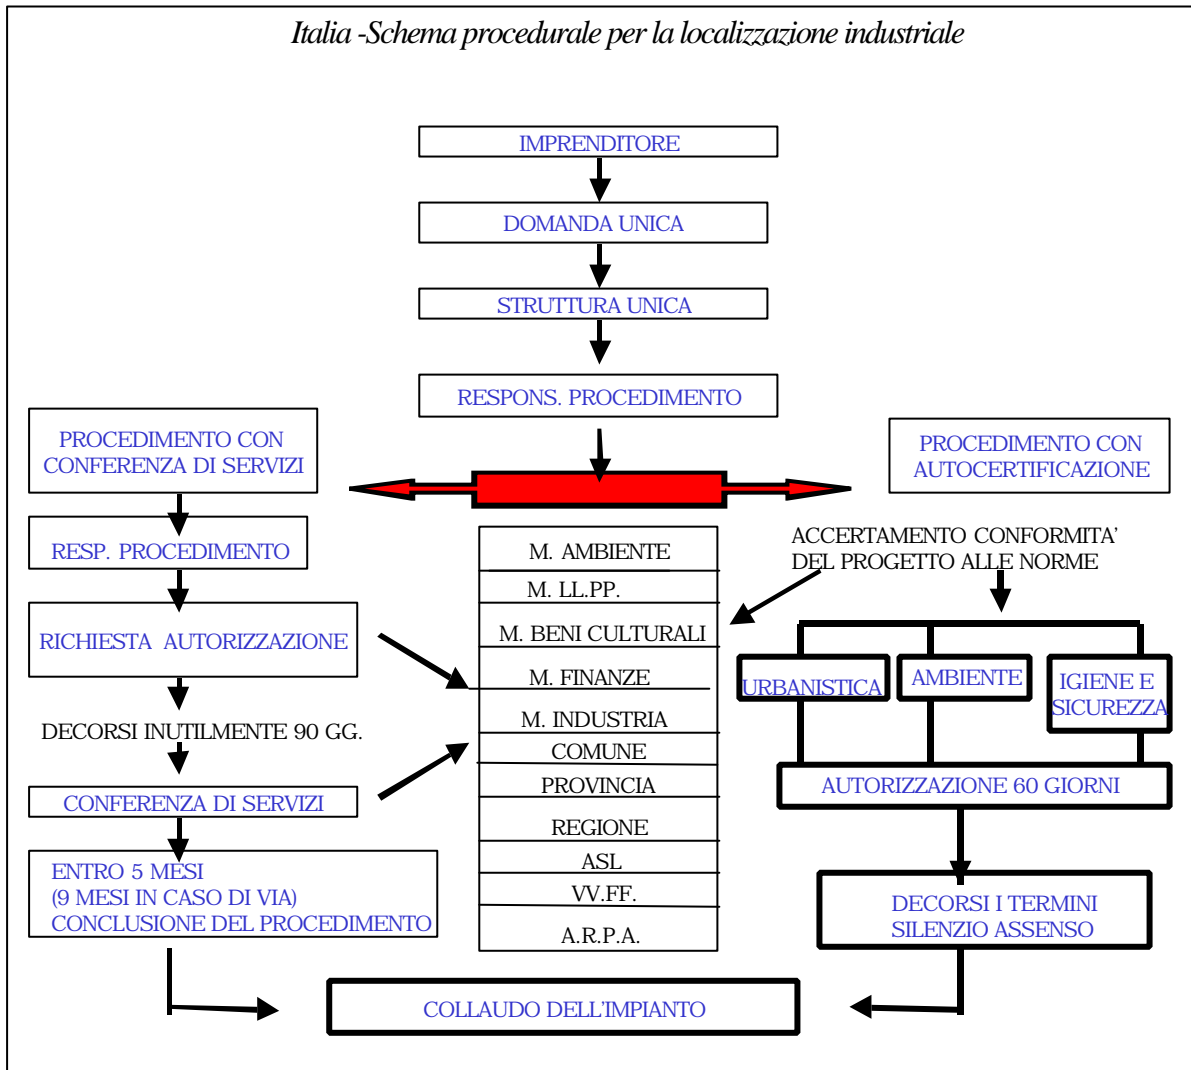 Italia -Schema procedurale per la localizzazione industriale
IMPRENDITORE
DOMANDA UNICA
STRUTTURA UNICA
RESPONS. PROCEDIMENTO
PROCEDIMENTO CON
CONFERENZA DI SERVIZI
RESP. PROCEDIMENTO
RICHIESTA AUTORIZZAZIONE
DECORSI INUTILMENTE 90 GG.
CONFERENZA DI SERVIZI
ENTRO 5 MESI
(9 MESI IN CASO DI VIA)
CONCLUSIONE DEL PROCEDIMENTO
M. AMBIENTE
M. LL.PP.
M. BENI CULTURALI
M. FINANZE
M. INDUSTRIA
COMUNE
PROVINCIA
REGIONE
ASL
VV.FF.
A.R.P.A.
PROCEDIMENTO CON
AUTOCERTIFICAZIONE
ACCERTAMENTO CONFORMITA'
DEL PROGETTO ALLE NORME
URBANISTICA
AMBIENTE
IGIENE E
SICUREZZA
AUTORIZZAZIONE 60 GIORNI
DECORSI I TERMINI
SILENZIO ASSENSO
COLLAUDO DELL'IMPIANTO